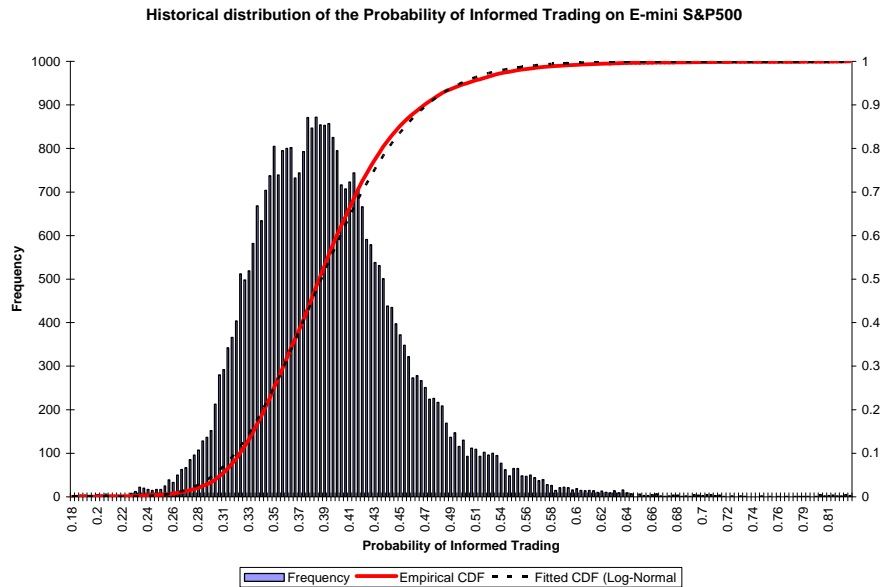 Historical distribution of the Probability of Informed Trading on E-mini S&P500
1000 1
900 0.9
800 0.8
700 0.7
600 0.6
500 0.5
400 0.4
300 0.3
200 0.2
100 0.1
0 0
Frequency
0.18 0.2 0.22 0.24 0.26 0.28 0.31 0.33 0.35 0.37 0.39 0.41 0.43 0.45 0.47 0.49 0.51 0.54 0.56 0.58 0.6 0.62 0.64 0.66 0.68 0.7 0.72 0.74 0.76 0.79 0.81
Probability of Informed Trading
Frequency Empirical CDF Fitted CDF (Log-Normal